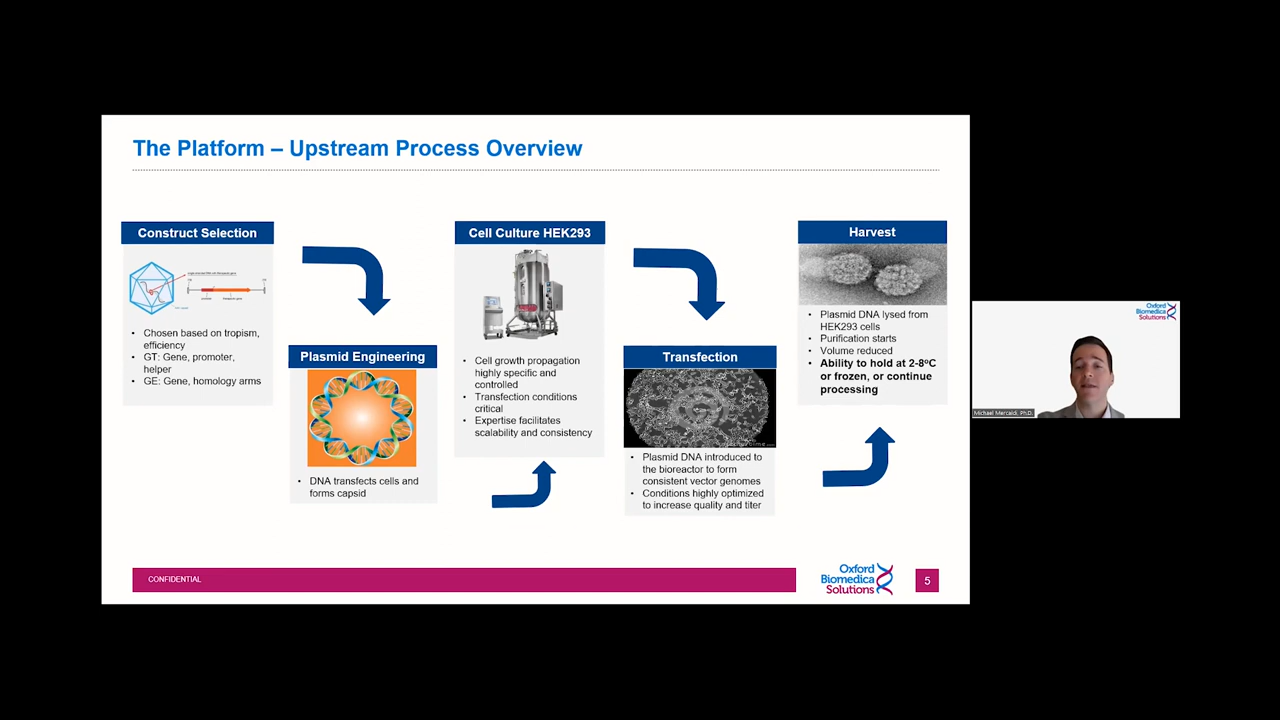 The Platform – Upstream Process Overview
Construct Selection
• Chosen based on tropism,
efficiency
• GT: Gene, promoter,
helper
• GE: Gene, homology arms
Plasmid Engineering
• DNA transfects cells and
forms capsid
Cell Culture HEK293
• Cell growth propagation
highly specific and
controlled
• Transfection conditions
critical
• Expertise facilitates
scalability and consistency
Transfection
• Plasmid DNA introduced to
the bioreactor to form
consistent vector genomes
• Conditions highly optimized
to increase quality and titer
Harvest
• Plasmid DNA lysed from
HEK293 cells
• Purification starts
• Volume reduced
• Ability to hold at 2-8ºC
or frozen, or continue
processing
CONFIDENTIAL
Oxford
Biomedica
Solutions
5
Oxford
Biomedica
Solutions
Michael Mercaldi, Ph.D.